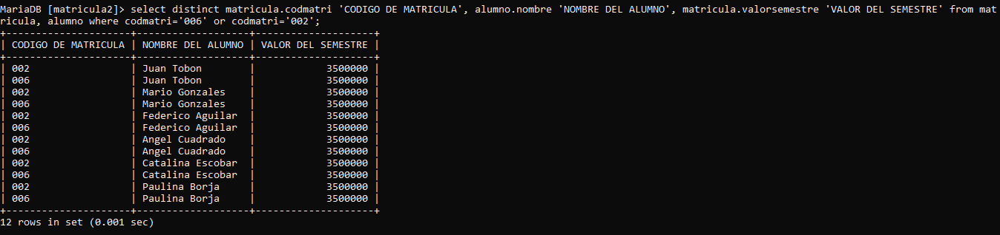 MariaDB [matricula2]> select distinct matricula.codmatri 'CODIGO DE MATRICULA', alumno.nombre 'NOMBRE DEL ALUMNO', matricula.valorsemestre 'VALOR DEL SEMESTRE' from mat
ricula, alumno where codmatri='006' or codmatri='002';
+---------------------+-------------------+--------------------+
| CODIGO DE MATRICULA | NOMBRE DEL ALUMNO | VALOR DEL SEMESTRE |
+---------------------+-------------------+--------------------+
| 002                 | Juan Tobon        |            3500000 |
| 006                 | Juan Tobon        |            3500000 |
| 002                 | Mario Gonzales    |            3500000 |
| 006                 | Mario Gonzales    |            3500000 |
| 002                 | Federico Aguilar  |            3500000 |
| 006                 | Federico Aguilar  |            3500000 |
| 002                 | Angel Cuadrado    |            3500000 |
| 006                 | Angel Cuadrado    |            3500000 |
| 002                 | Catalina Escobar  |            3500000 |
| 006                 | Catalina Escobar  |            3500000 |
| 002                 | Paulina Borja     |            3500000 |
| 006                 | Paulina Borja     |            3500000 |
+---------------------+-------------------+--------------------+
12 rows in set (0.001 sec)